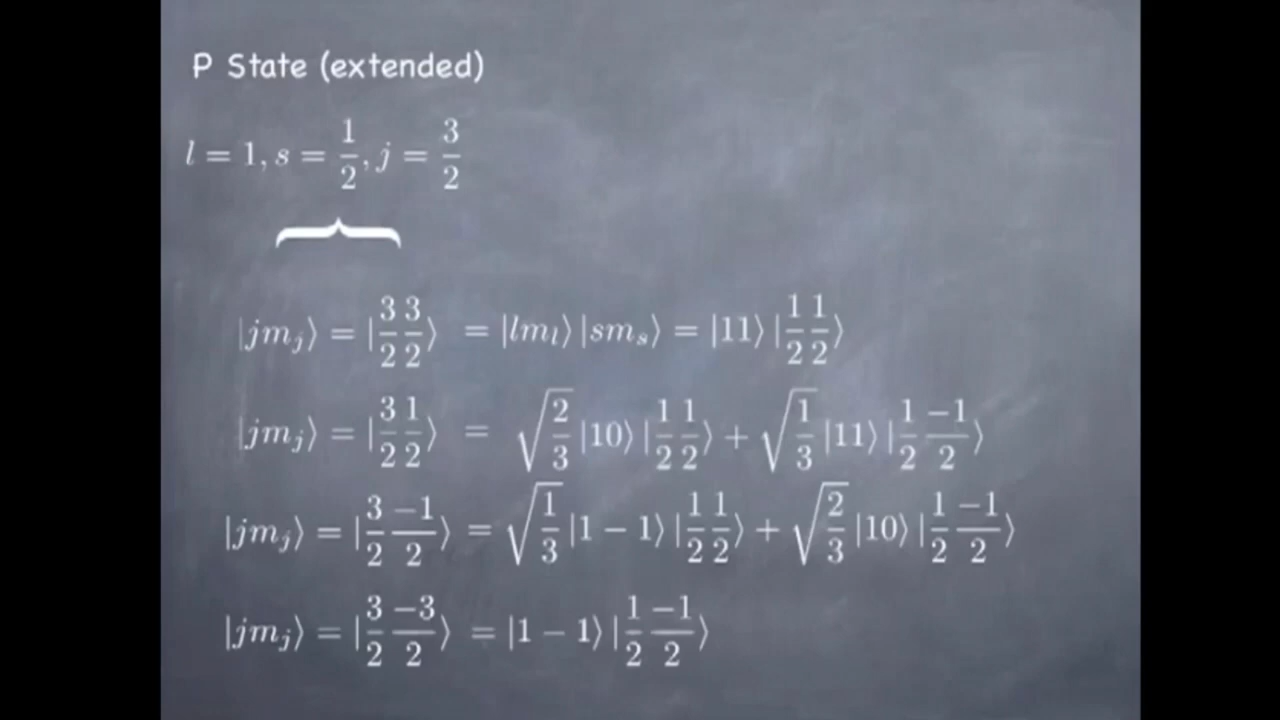 P State (extended)
l = 1, s = 1/2, j = 3/2
|jm_j⟩ = |3/2 3/2⟩ = |lm_l⟩|sm_s⟩ = |11⟩|1/2 1/2⟩
|jm_j⟩ = |3/2 1/2⟩ = √(2/3) |10⟩|1/2 1/2⟩ + √(1/3) |11⟩|1/2 -1/2⟩
|jm_j⟩ = |3/2 -1/2⟩ = √(1/3) |1 − 1⟩|1/2 1/2⟩ + √(2/3) |10⟩|1/2 -1/2⟩
|jm_j⟩ = |3/2 -3/2⟩ = |1 − 1⟩|1/2 -1/2⟩